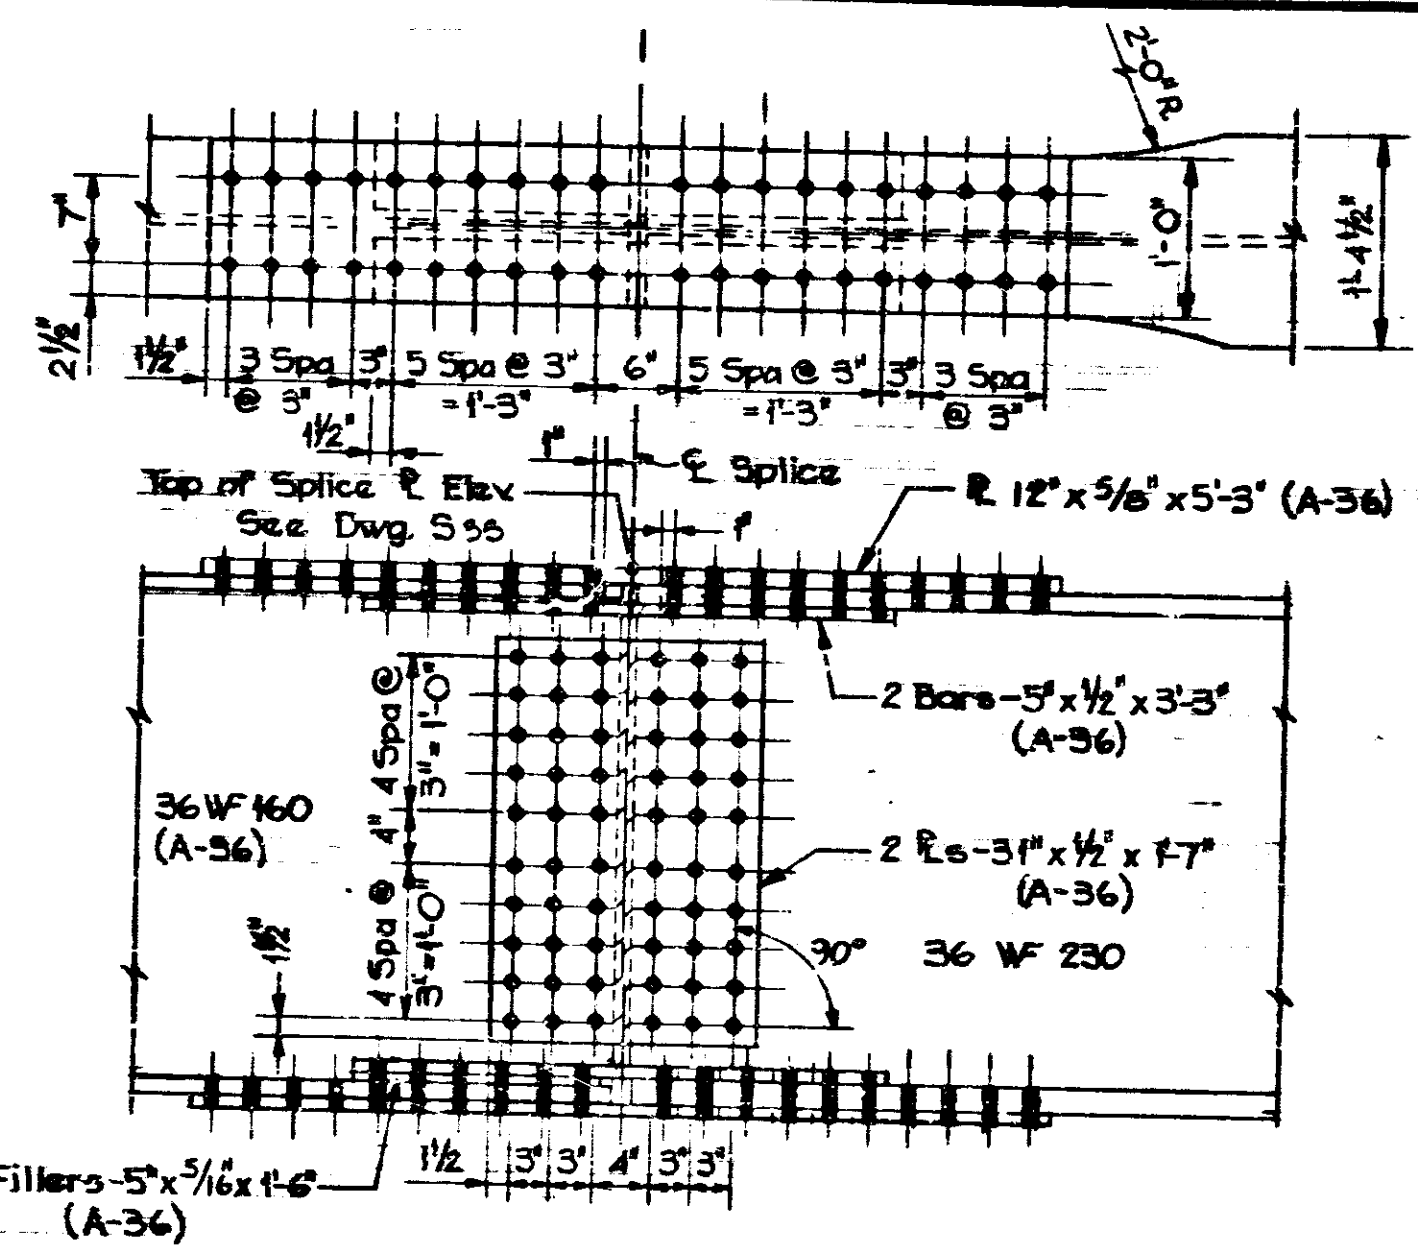 2'-0" R
7"
2½"
1'-0"
1'-4½"
1½"
3 Spa
@ 3"
3"
5 Spa @ 3"
= 1'-3"
6"
5 Spa @ 3"
= 1'-3"
3"
3 Spa
@ 3"
1½"
1"
℄ Splice
Top of Splice ℙ Elev
See Dwg. S 33
1"
ℙ 12" x 5/8" x 5'-3" (A-36)
2 Bars-5" x ½" x 3'-3"
(A-36)
4 Spa @
3" = 1'-0"
4"
36 WF 160
(A-36)
2 ℙs-31" x ½" x 1'-7"
(A-36)
4 Spa @
3" = 1'-0"
1½"
90°
36 WF 230
1½
3"
3"
4"
3"
3"
Fillers-5" x 5/16" x 1'-6"
(A-36)